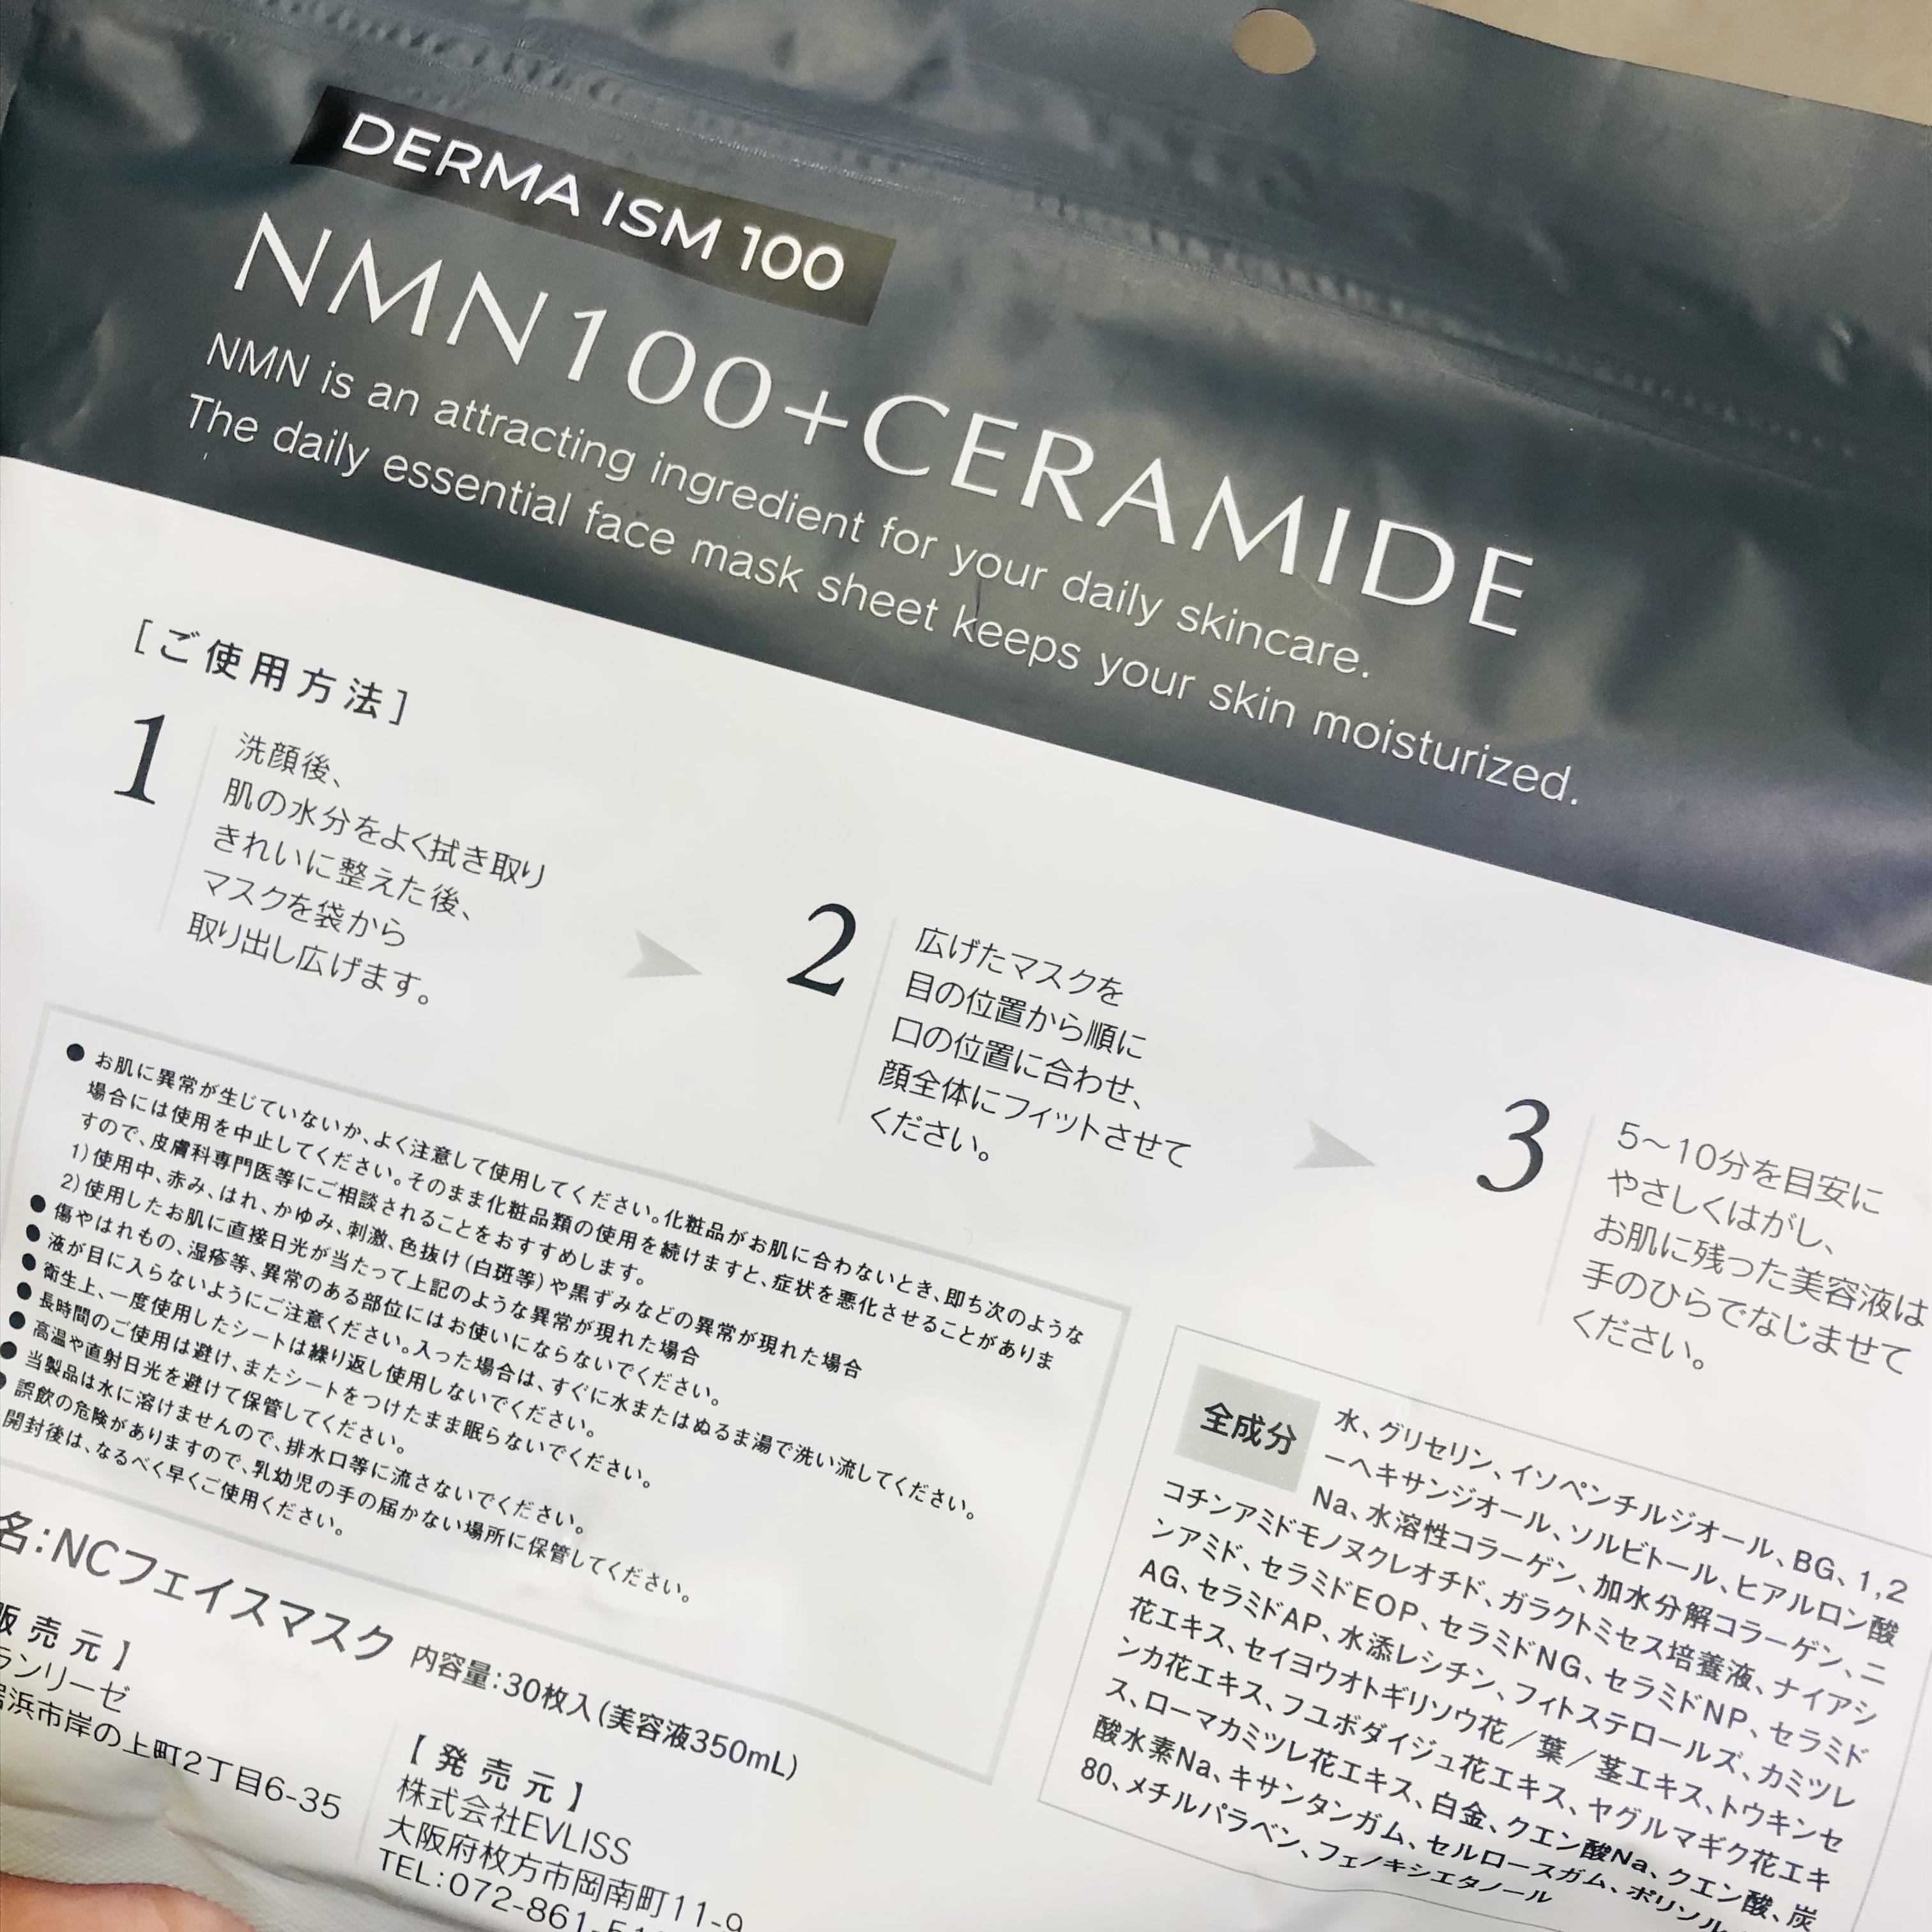 DERMA ISM 100
NMN100+CERAMIDE
NMN is an attracting ingredient for your daily skincare.
The daily essential face mask sheet keeps your skin moisturized.
[ご使用方法]
1
洗顔後、
肌の水分をよく拭き取り
きれいに整えた後、
マスクを袋から
取り出し広げます。
2
広げたマスクを
目の位置から順に
口の位置に合わせ、
顔全体にフィットさせて
ください。
3
5〜10分を目安に
やさしくはがし、
お肌に残った美容液は
手のひらでなじませて
ください。
●お肌に異常が生じていないか、よく注意して使用してください。化粧品がお肌に合わないとき、即ち次のような
場合には使用を中止してください。そのまま化粧品類の使用を続けますと、症状を悪化させることがありま
すので、皮膚科専門医等にご相談されることをおすすめします。
1)使用中、赤み、はれ、かゆみ、刺激、色抜け(白斑等)や黒ずみなどの異常が現れた場合
2)使用したお肌に直接日光が当たって上記のような異常が現れた場合
●傷やはれもの、湿疹等、異常のある部位にはお使いにならないでください。
●液が目に入らないようにご注意ください。入った場合は、すぐに水またはぬるま湯で洗い流してください。
●衛生上、一度使用したシートは繰り返し使用しないでください。
●長時間のご使用は避け、またシートをつけたまま眠らないでください。
●高温や直射日光を避けて保管してください。
●当製品は水に溶けませんので、排水口等に流さないでください。
●誤飲の危険がありますので、乳幼児の手の届かない場所に保管してください。
開封後は、なるべく早くご使用ください。
全成分
水、グリセリン、イソペンチルジオール、BG、1,2
ーヘキサンジオール、ソルビトール、ヒアルロン酸
Na、水溶性コラーゲン、加水分解コラーゲン、ニ
コチンアミドモノヌクレオチド、ガラクトミセス培養液、ナイアシ
ンアミド、セラミドEOP、セラミドNG、セラミドNP、セラミド
AG、セラミドAP、水添レシチン、フィトステロールズ、カミツレ
花エキス、セイヨウオトギリソウ花／葉／茎エキス、トウキンセ
ンカ花エキス、フユボダイジュ花エキス、ヤグルマギク花エキ
ス、ローマカミツレ花エキス、白金、クエン酸Na、クエン酸、炭
酸水素Na、キサンタンガム、セルロースガム、ポリソル
80、メチルパラベン、フェノキシエタノール
名:NCフェイスマスク 内容量:30枚入(美容液350mL)
販売元】
ランリーゼ
浜市岸の上町2丁目6-35
【発売元】
株式会社EVLISS
大阪府枚方市岡南町11-9
TEL:072-861-51